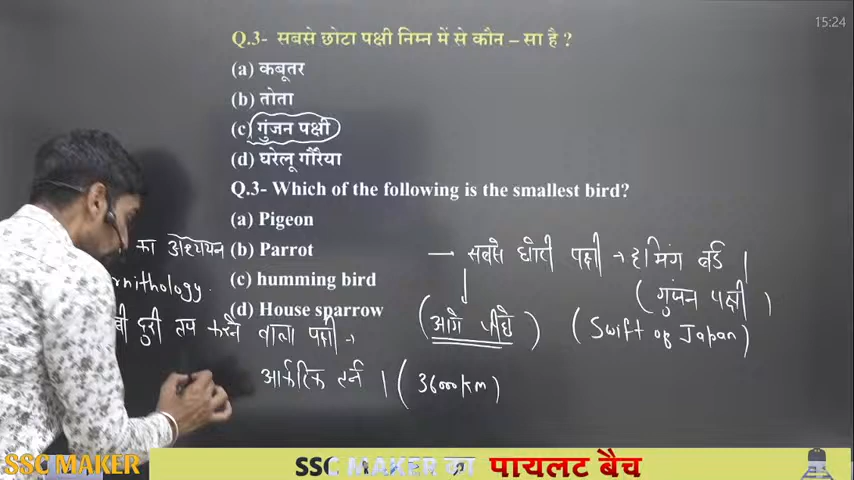 15:24
Q.3- सबसे छोटा पक्षी निम्न में से कौन – सा है ?
(a) कबूतर
(b) तोता
(c) गुंजन पक्षी
(d) घरेलू गौरैया
Q.3- Which of the following is the smallest bird?
(a) Pigeon
(b) Parrot
(c) humming bird
(d) House sparrow
का अध्ययन
rnithology.
दुरी तय करने वाला पक्षी -
आर्कटिक टर्न । (36000km)
— सबसे छोटी पक्षी → हमिंग बर्ड ।
(गुंजन पक्षी)
(आगे पीछे) (Swift of Japan)
SSC MAKER
SSC MAKER का पायलट बैच